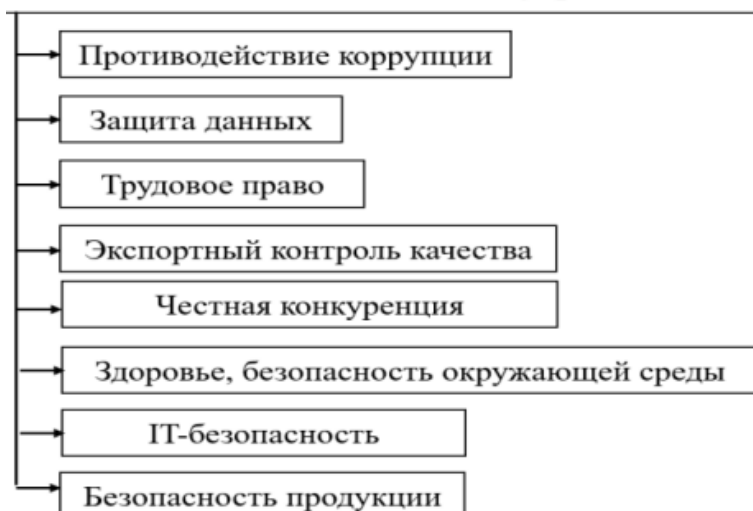 Противодействие коррупции
Защита данных
Трудовое право
Экспортный контроль качества
Честная конкуренция
Здоровье, безопасность окружающей среды
IT-безопасность
Безопасность продукции